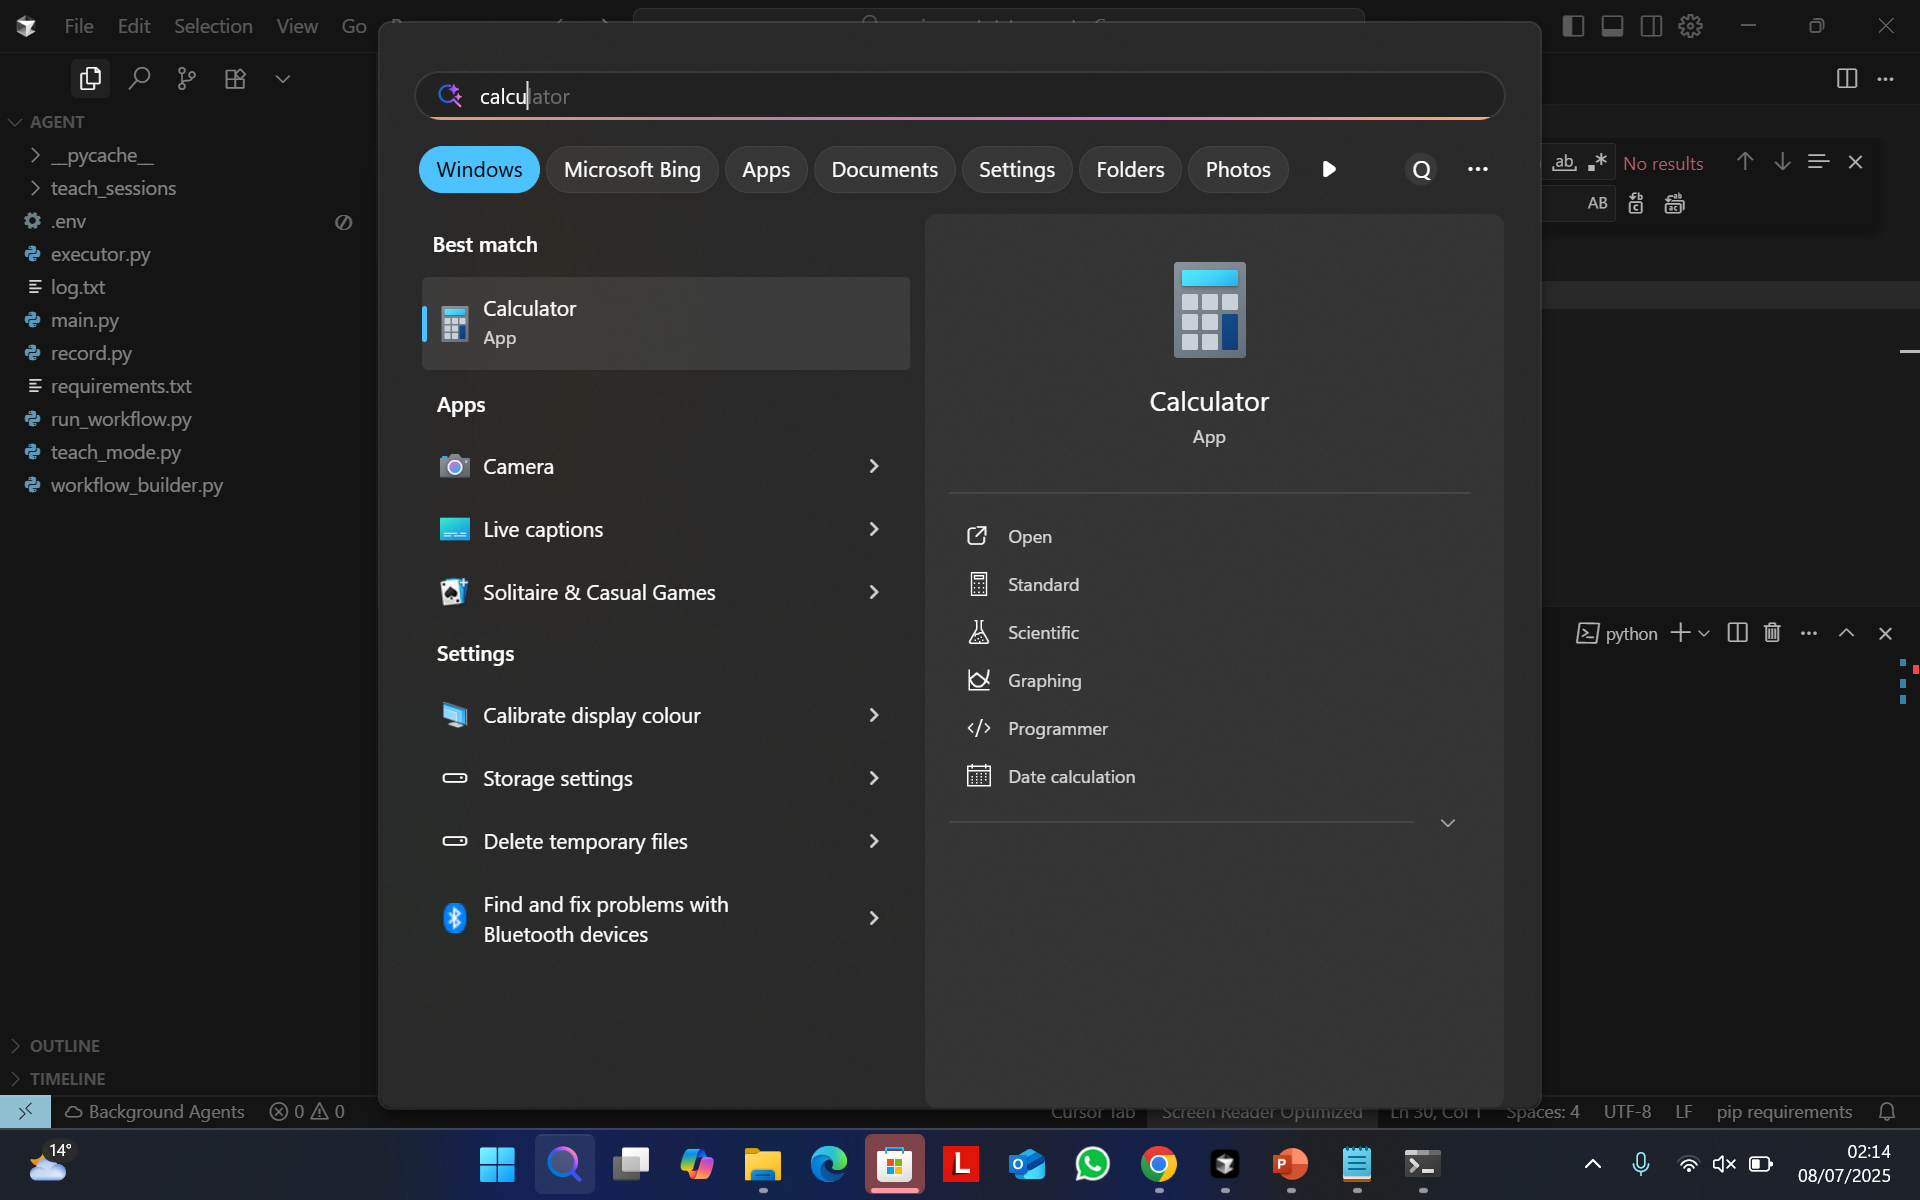 File Edit Selection View Go
calculator
Windows Microsoft Bing Apps Documents Settings Folders Photos Q
AGENT
__pycache__
teach_sessions
.env
executor.py
log.txt
main.py
record.py
requirements.txt
run_workflow.py
teach_mode.py
workflow_builder.py
OUTLINE
TIMELINE
Best match
Calculator
App
Apps
Camera
Live captions
Solitaire & Casual Games
Settings
Calibrate display colour
Storage settings
Delete temporary files
Find and fix problems with
Bluetooth devices
Calculator
App
Open
Standard
Scientific
Graphing
Programmer
Date calculation
ab No results
AB
python
Background Agents 0 0
Cursor Tab Screen Reader Optimized Ln 30, Col 1 Spaces: 4 UTF-8 LF pip requirements
14°
L
02:14
08/07/2025